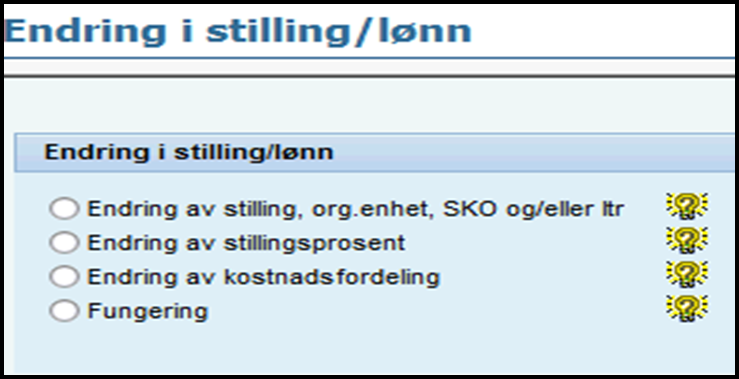 Endring i stilling/lønn
Endring i stilling/lønn
Endring av stilling, org.enhet, SKO og/eller ltr
Endring av stillingsprosent
Endring av kostnadsfordeling
Fungering